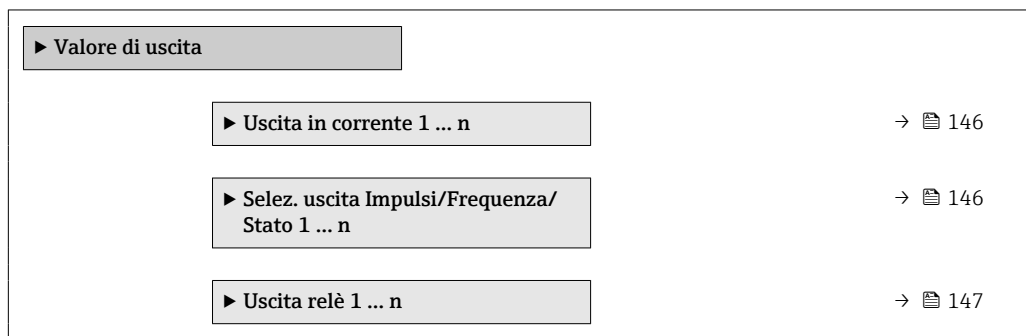 ▶ Valore di uscita
▶ Uscita in corrente 1 … n → 146
▶ Selez. uscita Impulsi/Frequenza/ → 146
Stato 1 … n
▶ Uscita relè 1 … n → 147